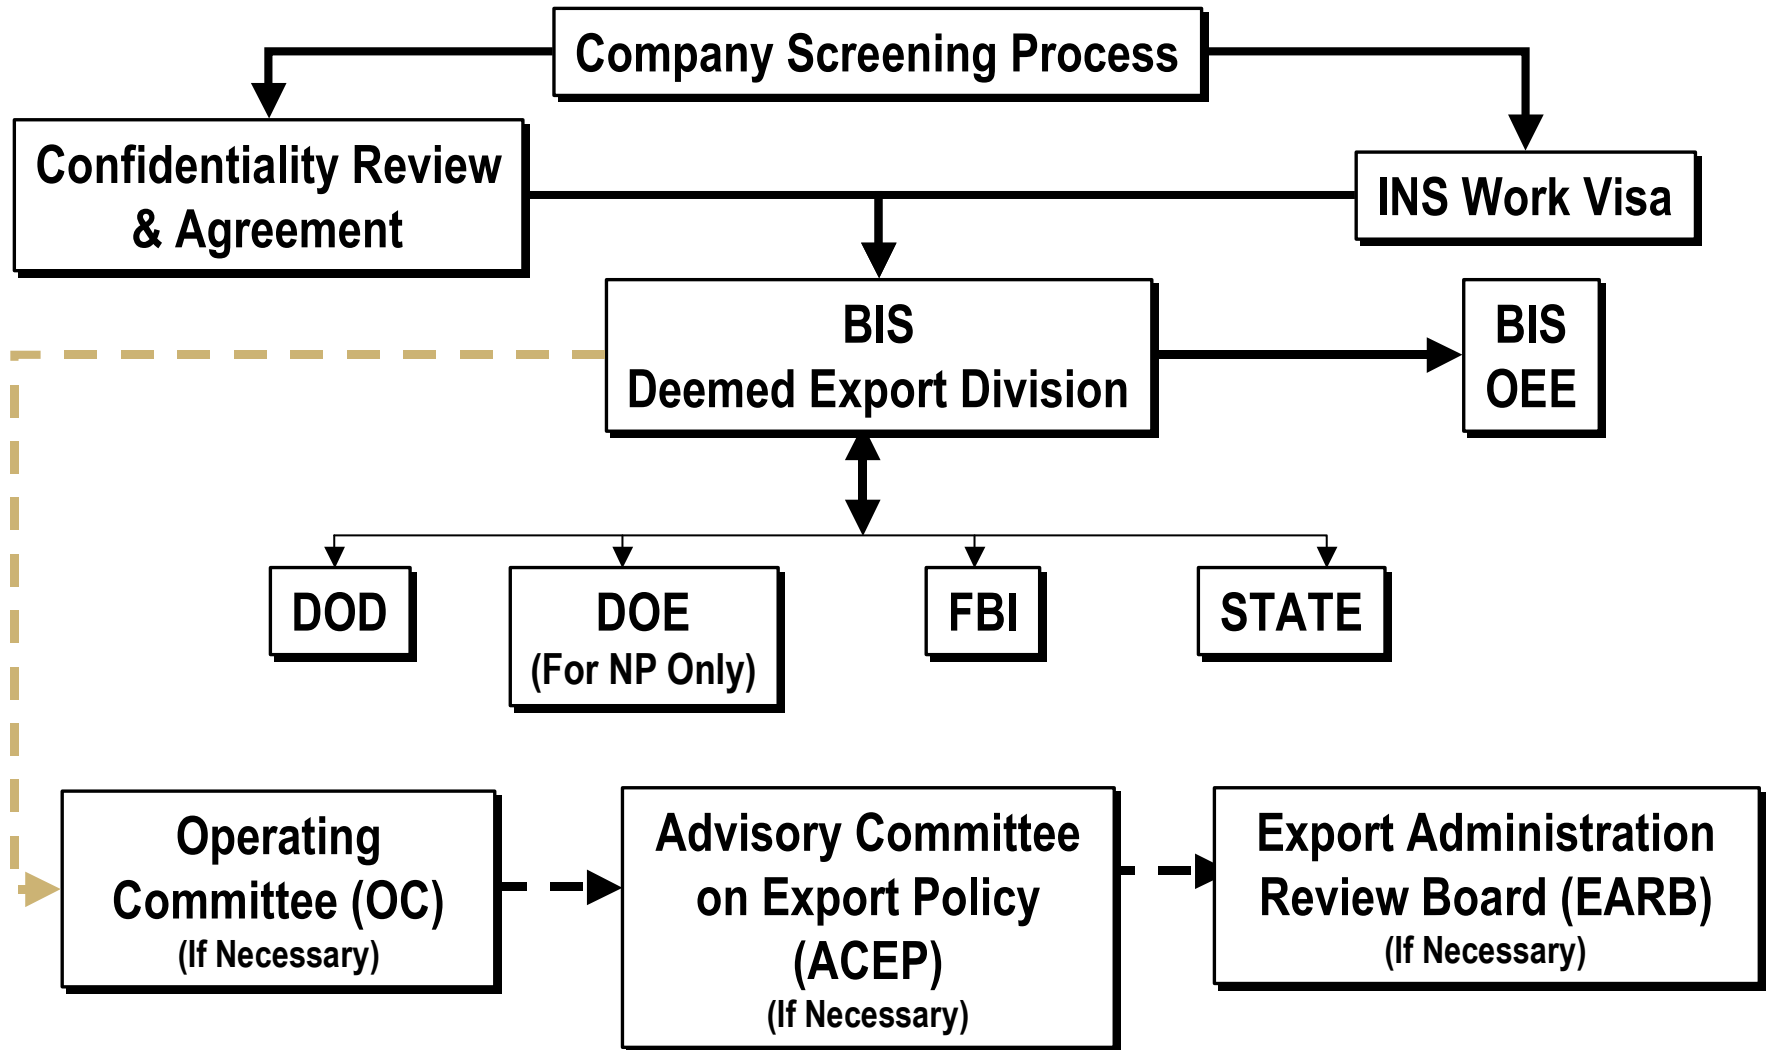 Company Screening Process
Confidentiality Review
& Agreement
INS Work Visa
BIS
Deemed Export Division
BIS
OEE
DOD
DOE
(For NP Only)
FBI
STATE
Operating
Committee (OC)
(If Necessary)
Advisory Committee
on Export Policy
(ACEP)
(If Necessary)
Export Administration
Review Board (EARB)
(If Necessary)